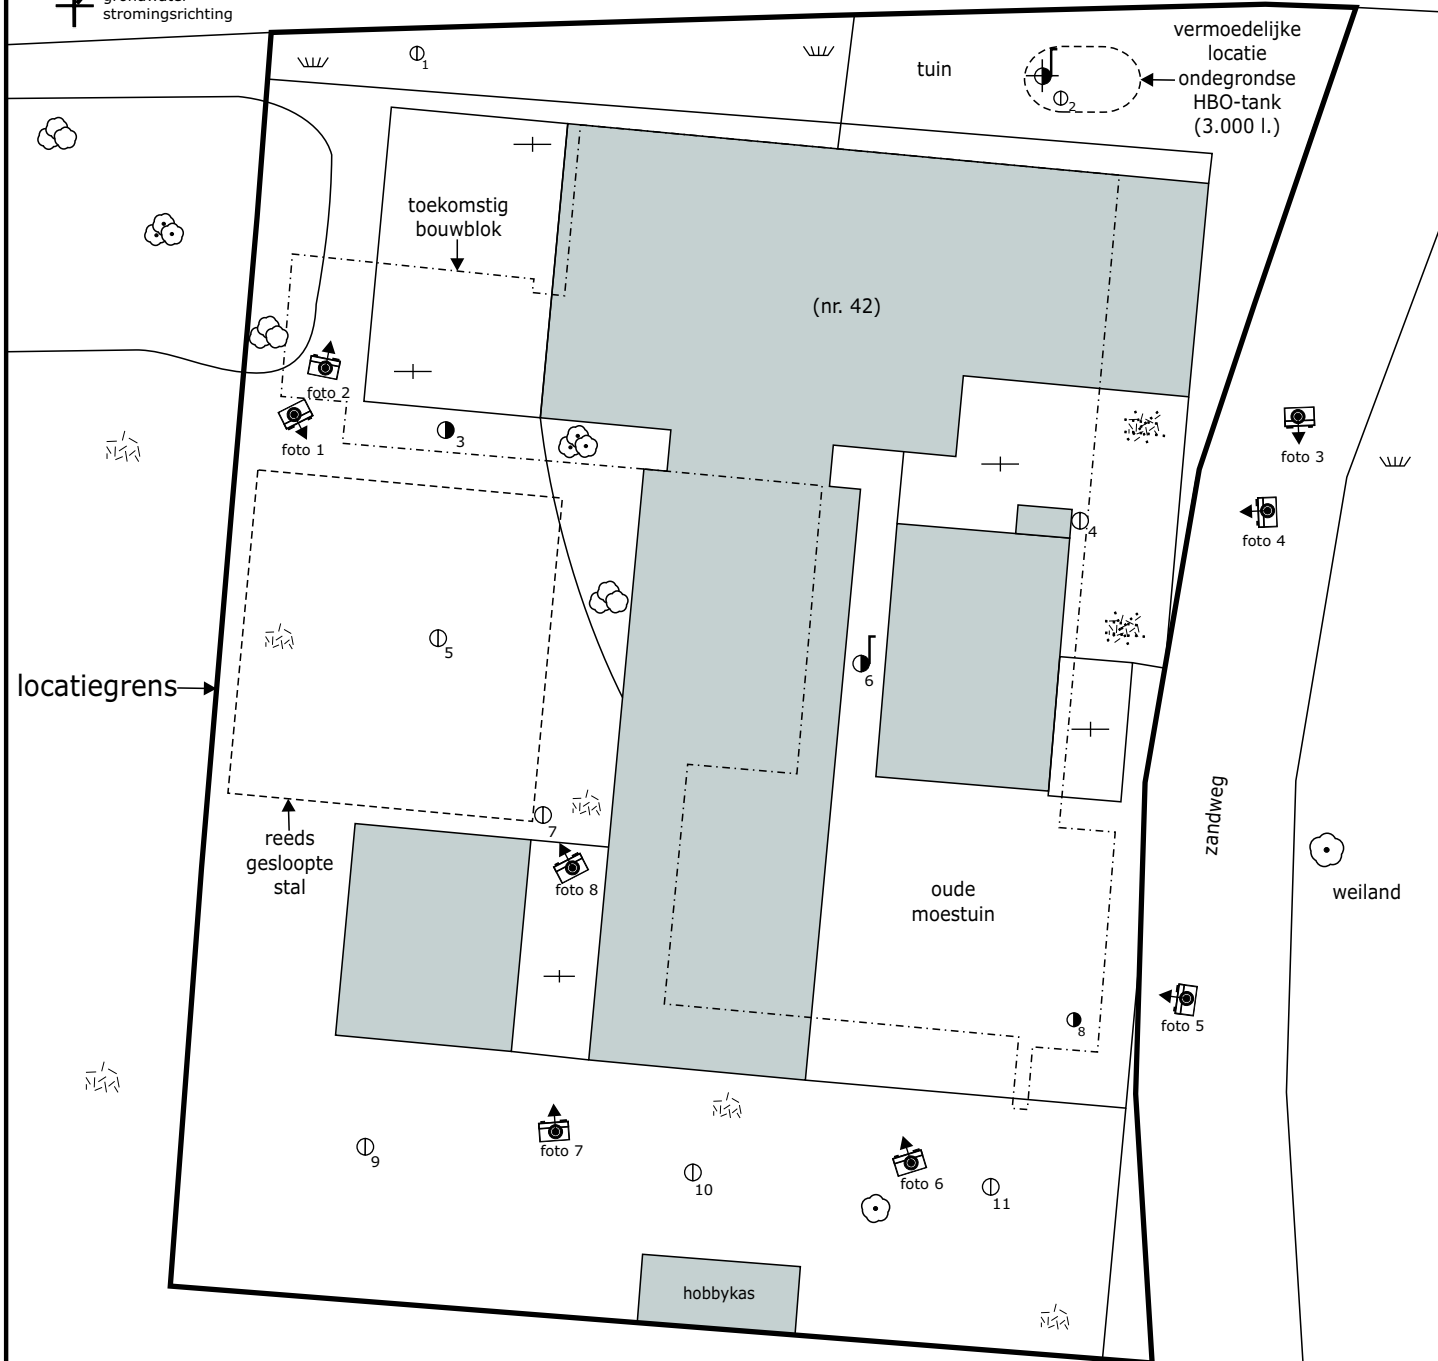 stromingsrichting
1
tuin
2
vermoedelijke
locatie
ondegrondse
HBO-tank
(3.000 l.)
toekomstig
bouwblok
(nr. 42)
foto 2
foto 1
3
foto 3
foto 4
4
5
6
locatiegrens
7
reeds
gesloopte
stal
foto 8
zandweg
oude
moestuin
weiland
8
foto 5
9
foto 7
10
foto 6
11
hobbykas